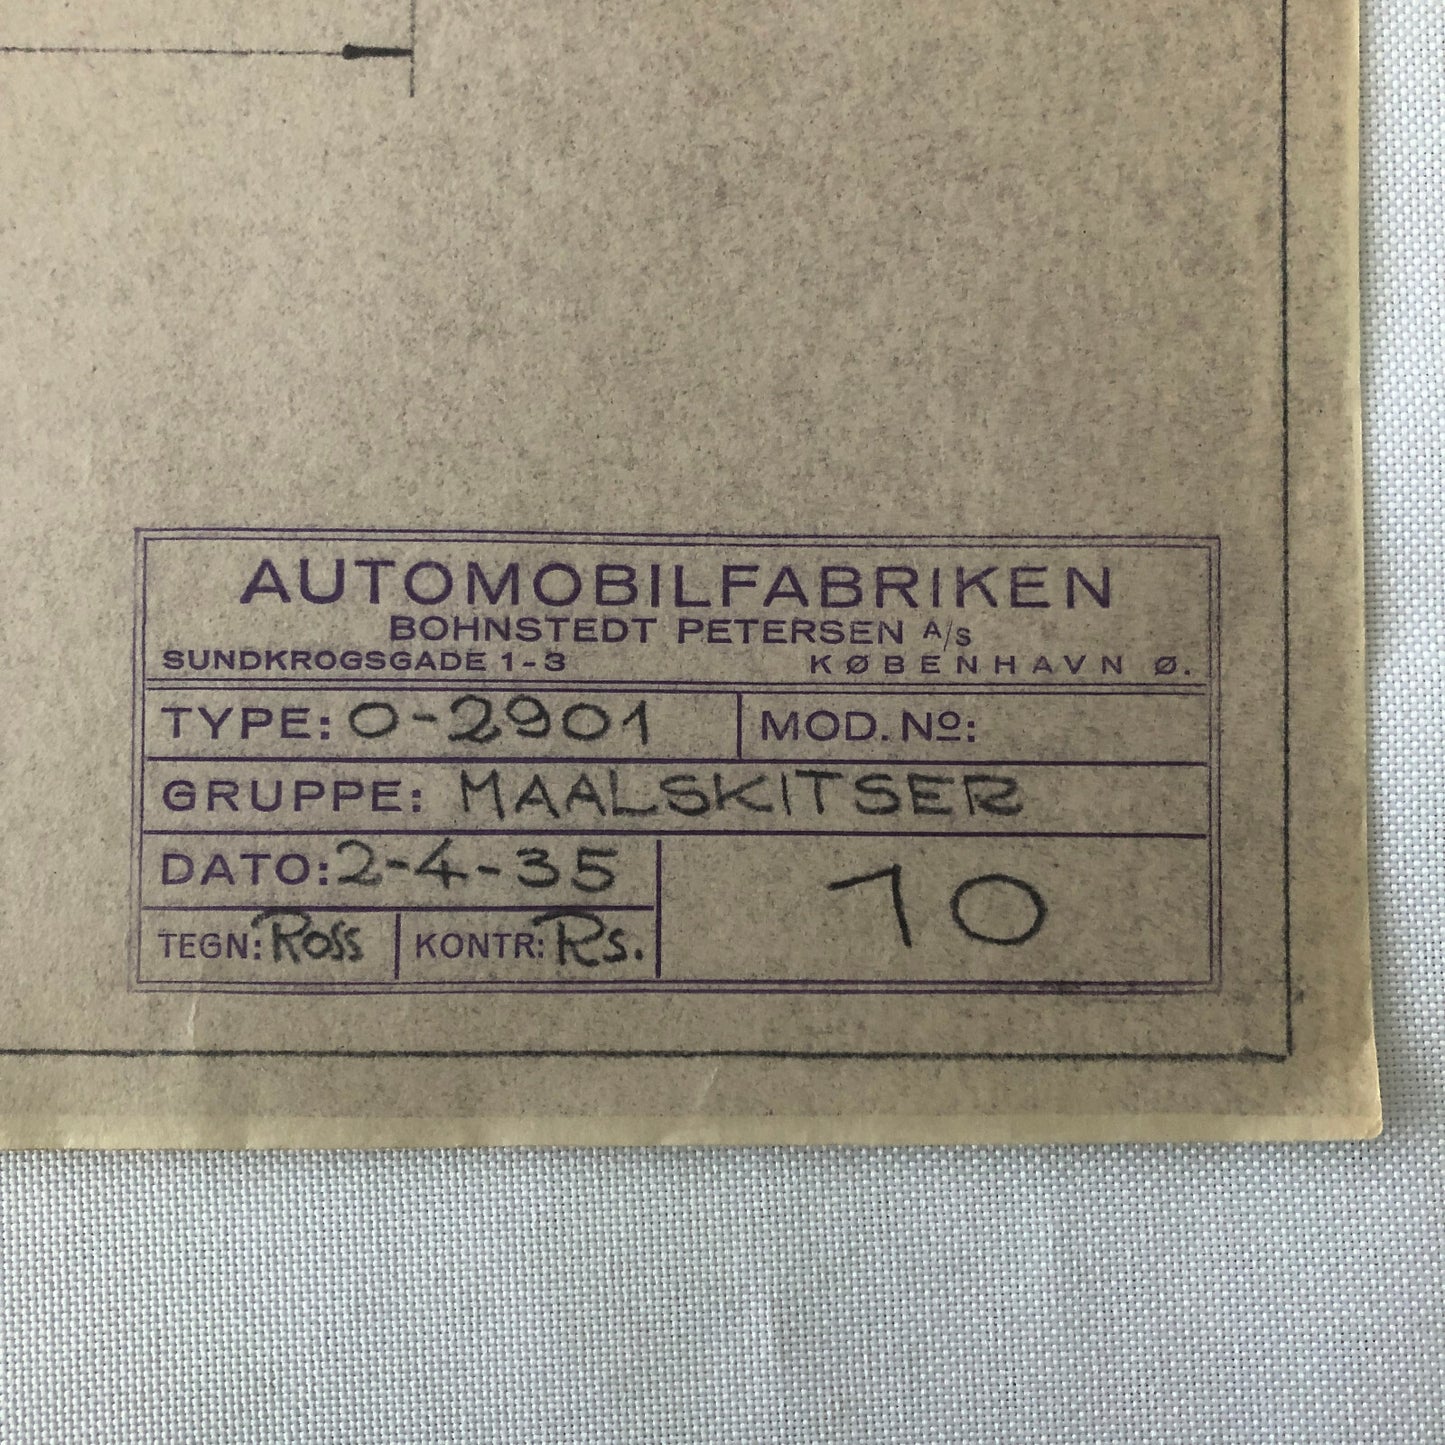 AUTOMOBILFABRIKEN
BOHNSTEDT PETERSEN A/S
SUNDKROGSGADE 1-3 KØBENHAVN Ø.
TYPE: O-2901 MOD. Nº:
GRUPPE: MAALSKITSER
DATO: 2-4-35
10
TEGN: Ross KONTR: Rs.